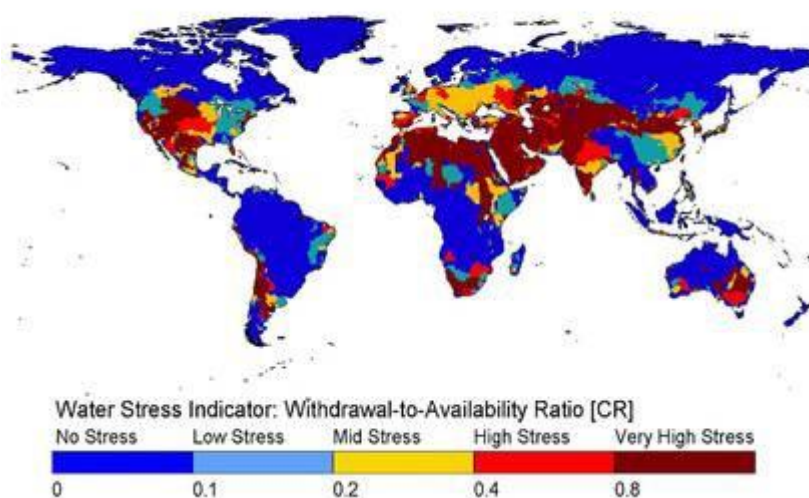 Water Stress Indicator: Withdrawal-to-Availability Ratio [CR]
No Stress Low Stress Mid Stress High Stress Very High Stress
0 0.1 0.2 0.4 0.8